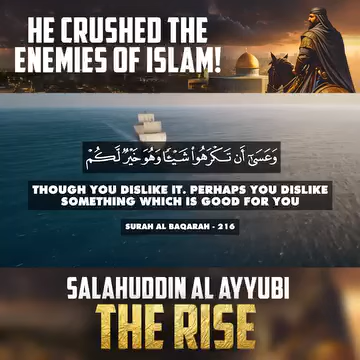 HE CRUSHED THE
ENEMIES OF ISLAM!
وَعَسَىٰٓ أَن تَكْرَهُوا۟ شَيْـًٔا وَهُوَ خَيْرٌ لَّكُمْ
THOUGH YOU DISLIKE IT. PERHAPS YOU DISLIKE
SOMETHING WHICH IS GOOD FOR YOU
SURAH AL BAQARAH - 216
SALAHUDDIN AL AYYUBI
THE RISE